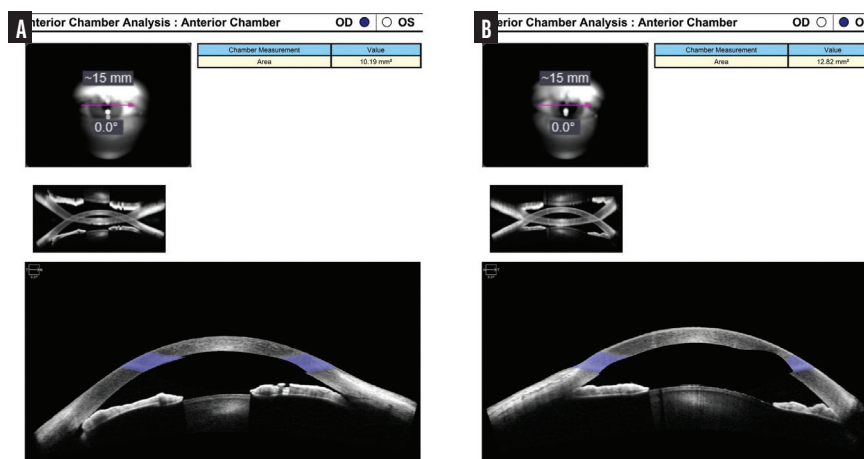 A
nterior Chamber Analysis : Anterior Chamber
OD OS
Chamber Measurement Value
Area 10.19 mm²
~15 mm
0.0°
B
erior Chamber Analysis : Anterior Chamber
OD O
Chamber Measurement Value
Area 12.82 mm²
~15 mm
0.0°